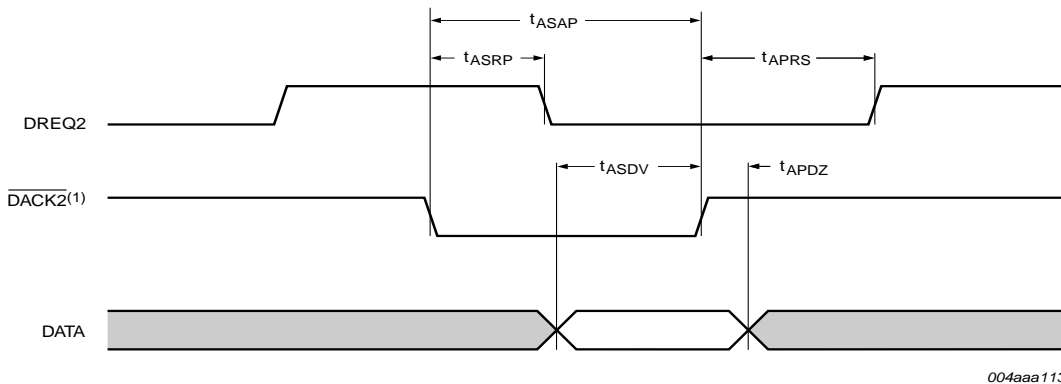 tASAP
tASRP
tAPRS
DREQ2
tASDV
tAPDZ
DACK2(1)
DATA
004aaa113